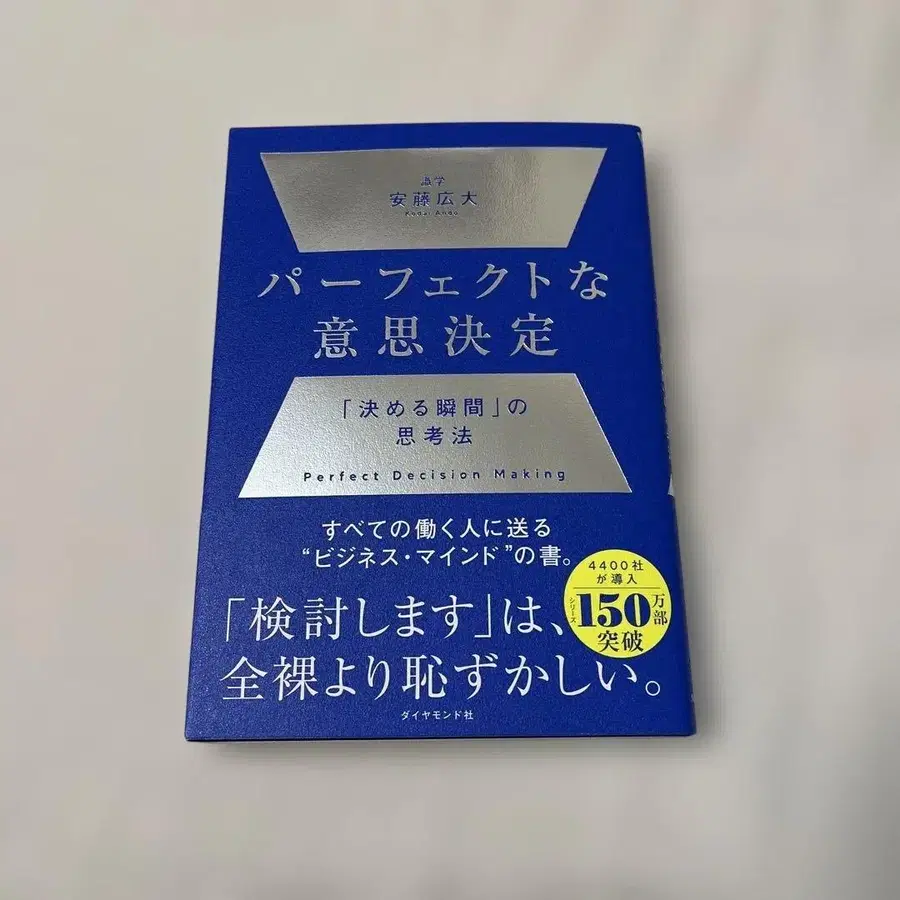 識学
安藤広大
Kodai Ando
パーフェクトな
意思決定
「決める瞬間」の
思考法
Perfect Decision Making
すべての働く人に送る
“ビジネス・マインド”の書。
4400社
が導入
シリーズ
150万部
突破
「検討します」は、
全裸より恥ずかしい。
ダイヤモンド社